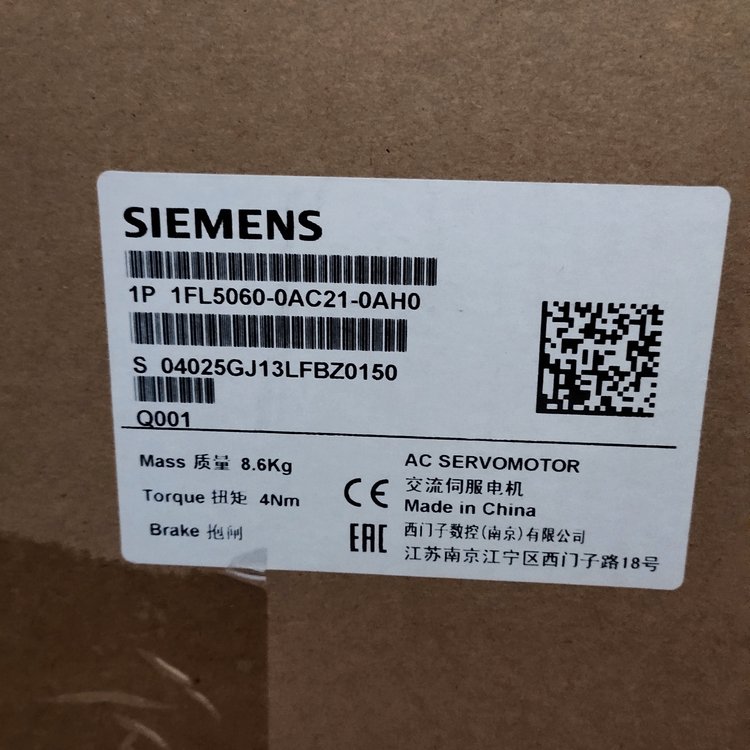 SIEMENS
1P 1FL5060-0AC21-0AH0
S 04025GJ13LFBZ0150
Q001
Mass 质量 8.6Kg
Torque 扭矩 4Nm
Brake 抱闸
CE
EAC
AC SERVOMOTOR
交流伺服电机
Made in China
西门子数控(南京)有限公司
江苏南京江宁区西门子路18号